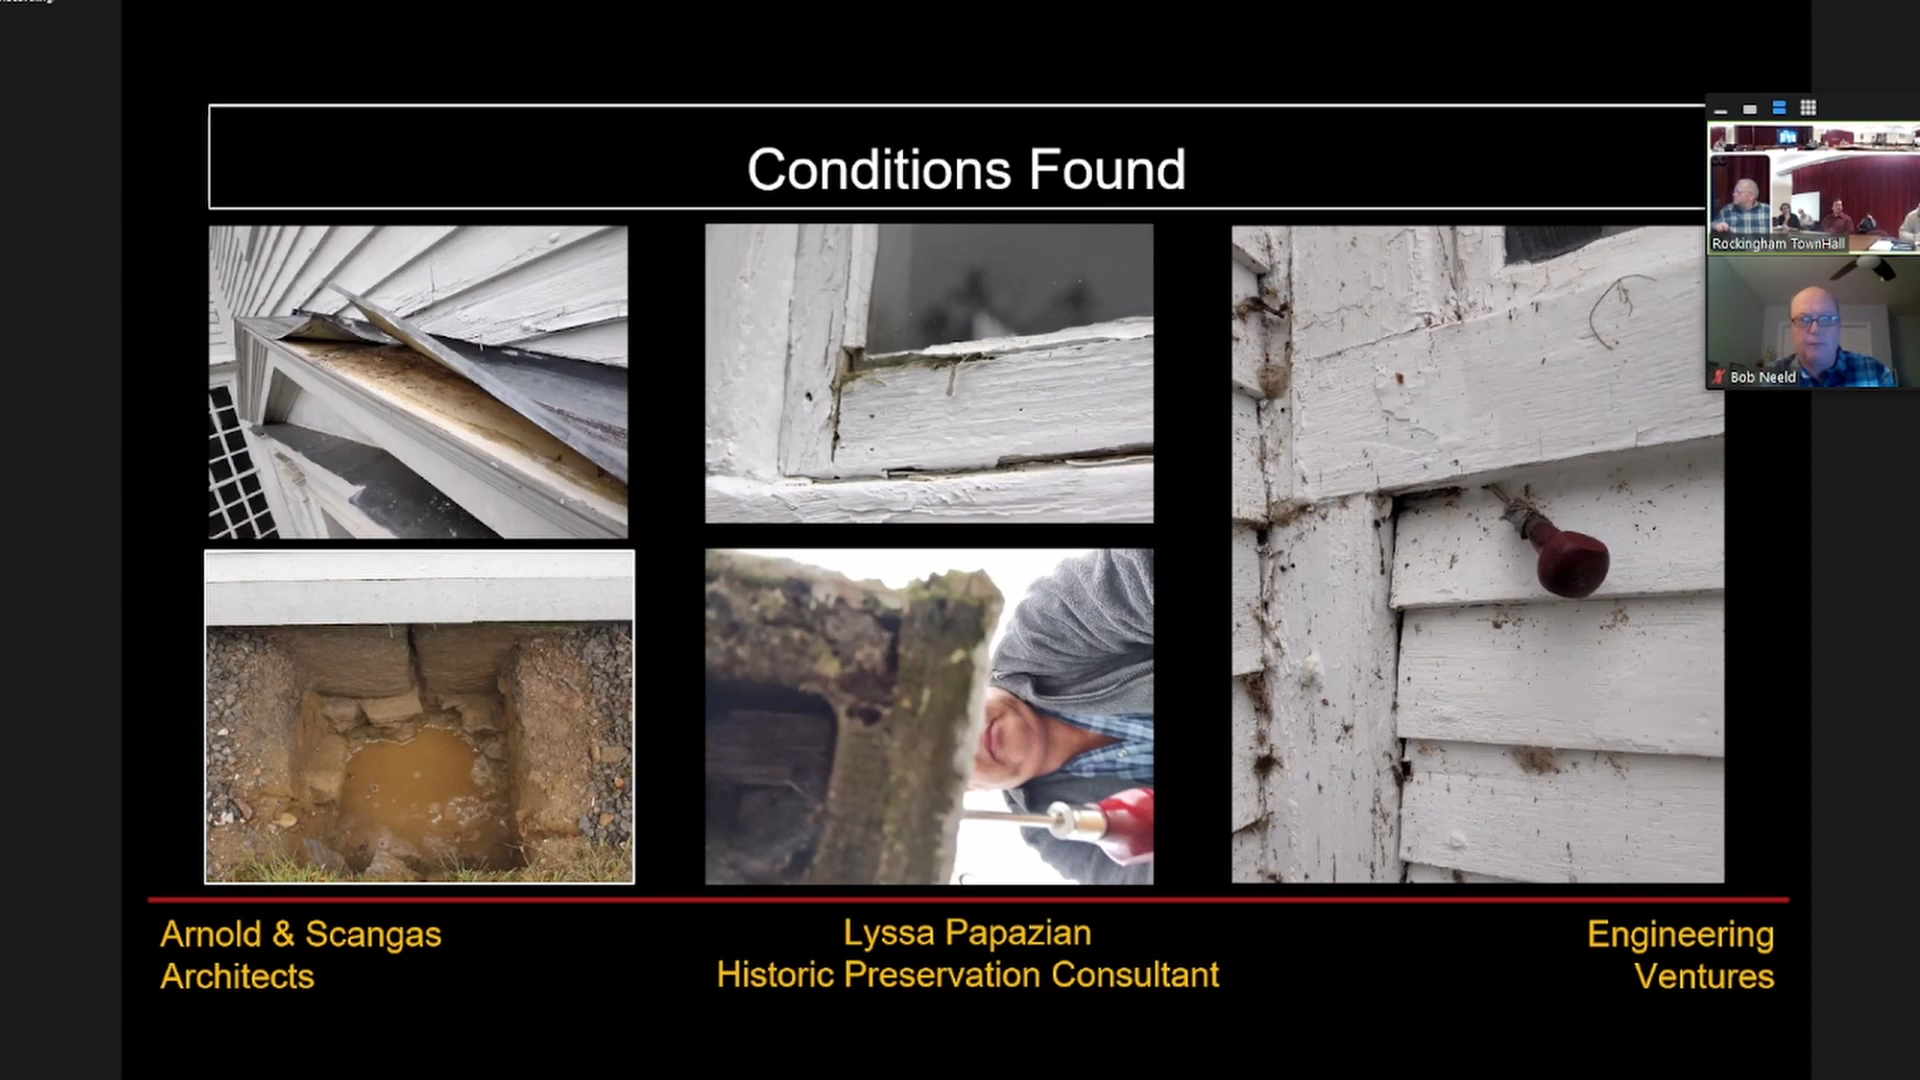 Conditions Found
Rockingham TownHall
Bob Neeld
Arnold & Scangas
Architects
Lyssa Papazian
Historic Preservation Consultant
Engineering
Ventures